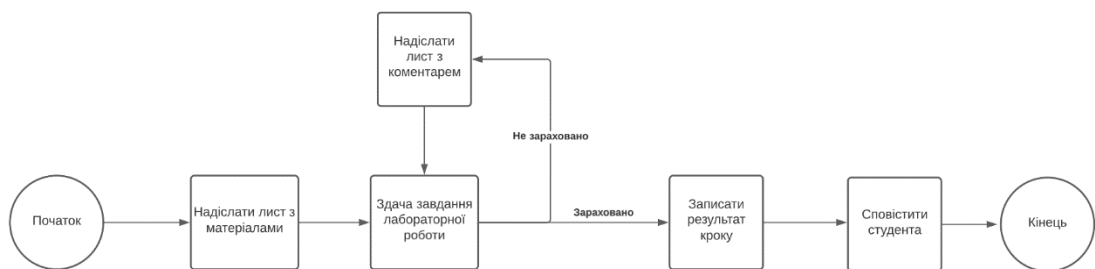 Надіслати
лист з
коментарем
Не зараховано
Початок
Надіслати лист з
матеріалами
Здача завдання
лабораторної
роботи
Зараховано
Записати
результат
кроку
Сповістити
студента
Кінець